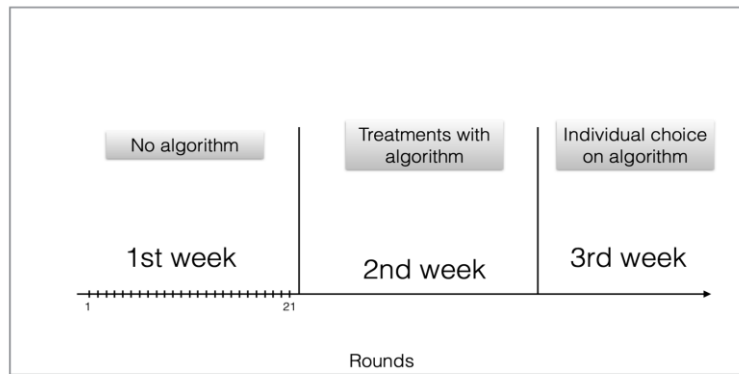 No algorithm
Treatments with
algorithm
Individual choice
on algorithm
1st week
2nd week
3rd week
1
21
Rounds